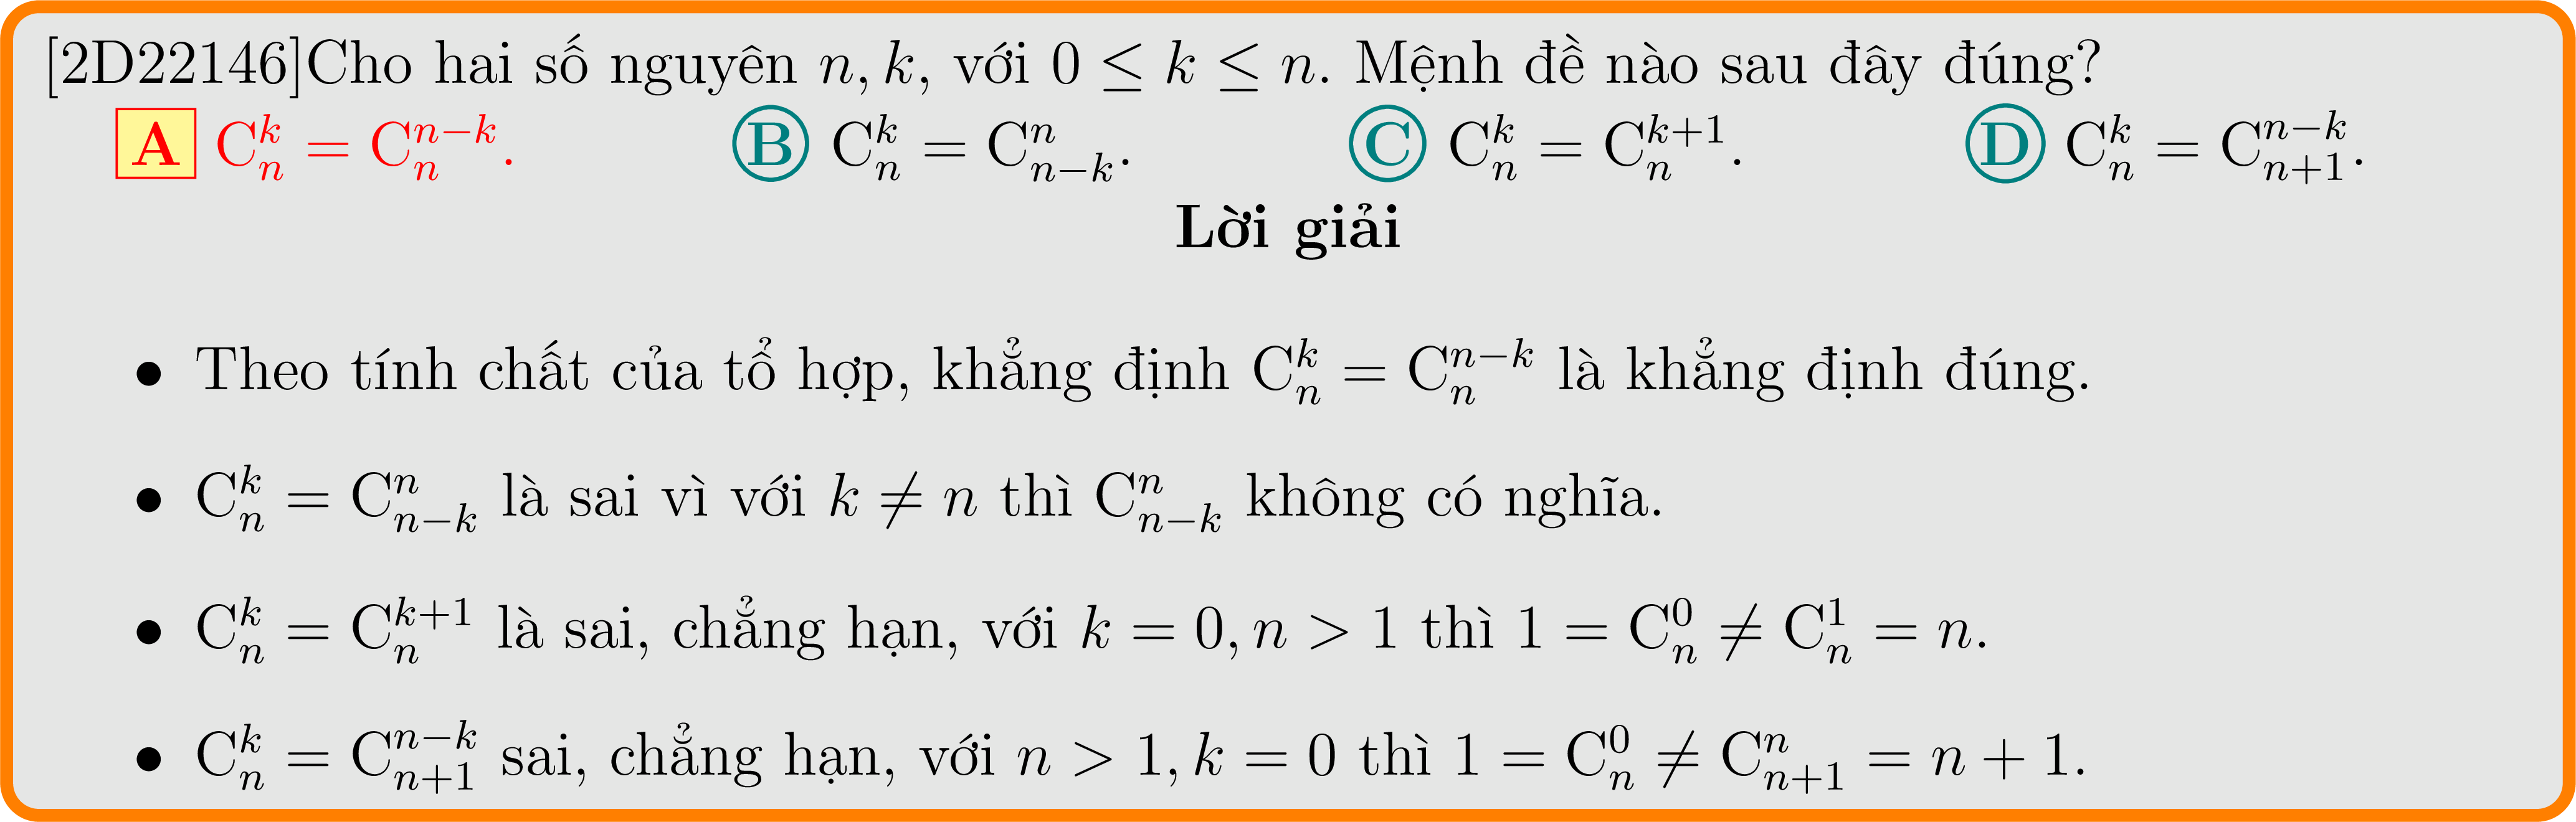 [2D22146]Cho hai số nguyên $n, k$, với $0 \leq k \leq n$. Mệnh đề nào sau đây đúng?
A $\mathrm{C}_n^k = \mathrm{C}_n^{n-k}$. B $\mathrm{C}_n^k = \mathrm{C}_{n-k}^n$. C $\mathrm{C}_n^k = \mathrm{C}_n^{k+1}$. D $\mathrm{C}_n^k = \mathrm{C}_{n+1}^{n-k}$.
Lời giải
• Theo tính chất của tổ hợp, khẳng định $\mathrm{C}_n^k = \mathrm{C}_n^{n-k}$ là khẳng định đúng.
• $\mathrm{C}_n^k = \mathrm{C}_{n-k}^n$ là sai vì với $k \neq n$ thì $\mathrm{C}_{n-k}^n$ không có nghĩa.
• $\mathrm{C}_n^k = \mathrm{C}_n^{k+1}$ là sai, chẳng hạn, với $k = 0, n > 1$ thì $1 = \mathrm{C}_n^0 \neq \mathrm{C}_n^1 = n$.
• $\mathrm{C}_n^k = \mathrm{C}_{n+1}^{n-k}$ sai, chẳng hạn, với $n > 1, k = 0$ thì $1 = \mathrm{C}_n^0 \neq \mathrm{C}_{n+1}^n = n + 1$.